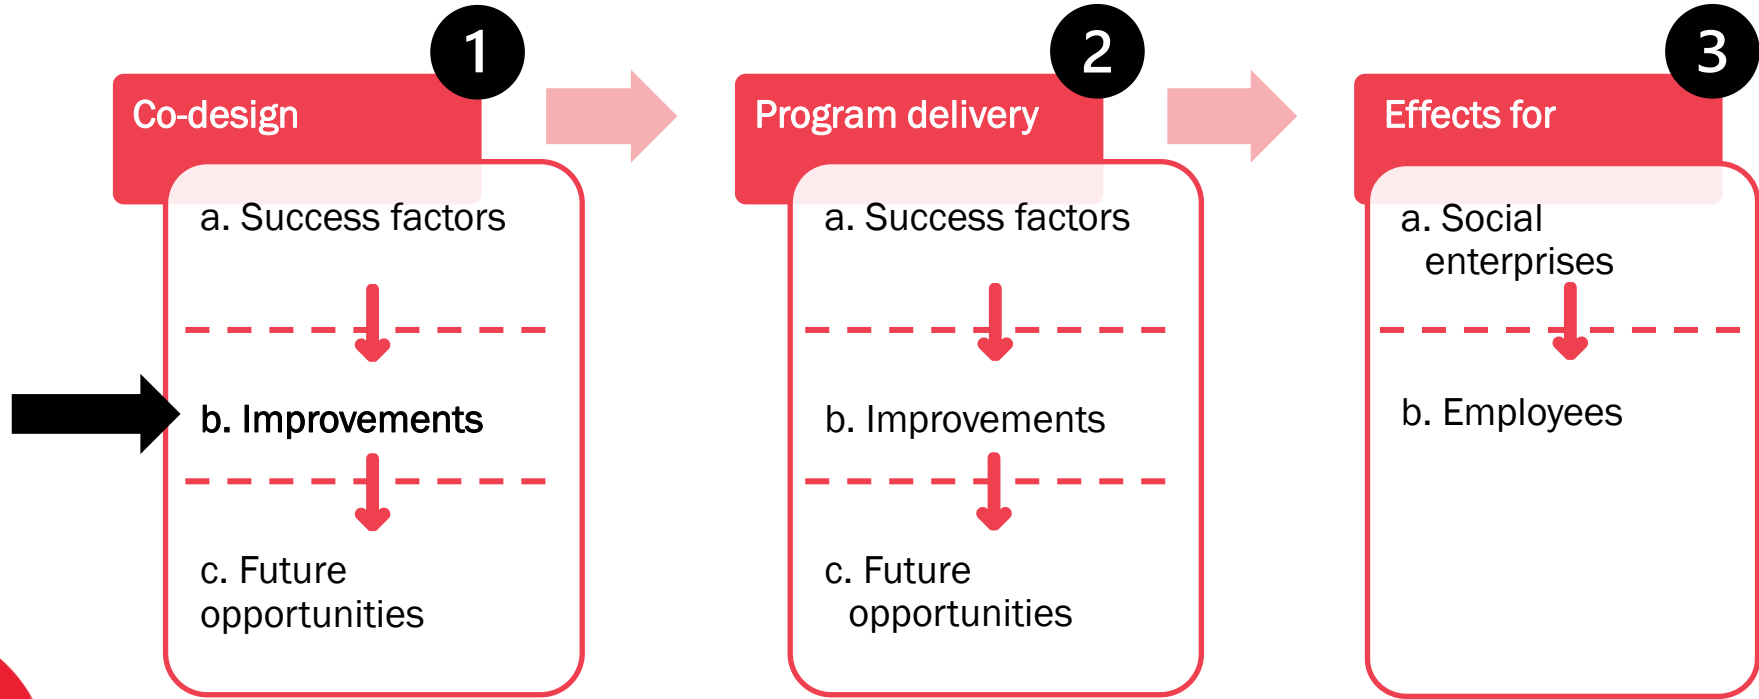 1
Co-design
a. Success factors
b. Improvements
c. Future
opportunities
2
Program delivery
a. Success factors
b. Improvements
c. Future
opportunities
3
Effects for
a. Social
enterprises
b. Employees